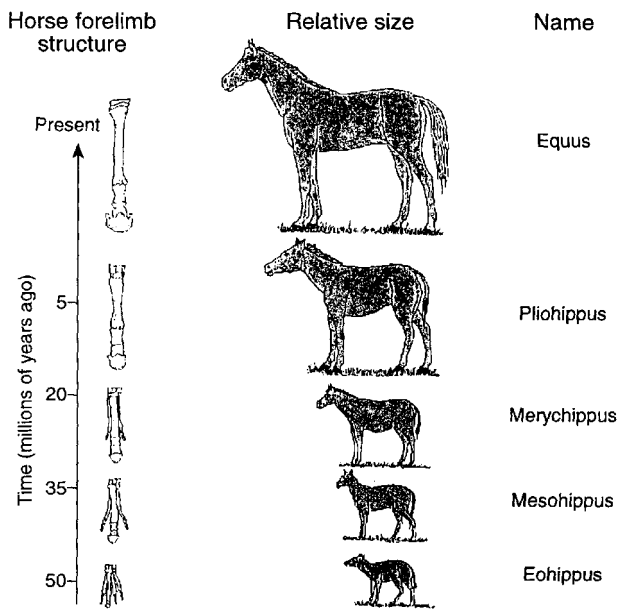 Horse forelimb
structure
Relative size
Name
Present
Equus
5
Pliohippus
20
Merychippus
35
Mesohippus
50
Eohippus
Time (millions of years ago)